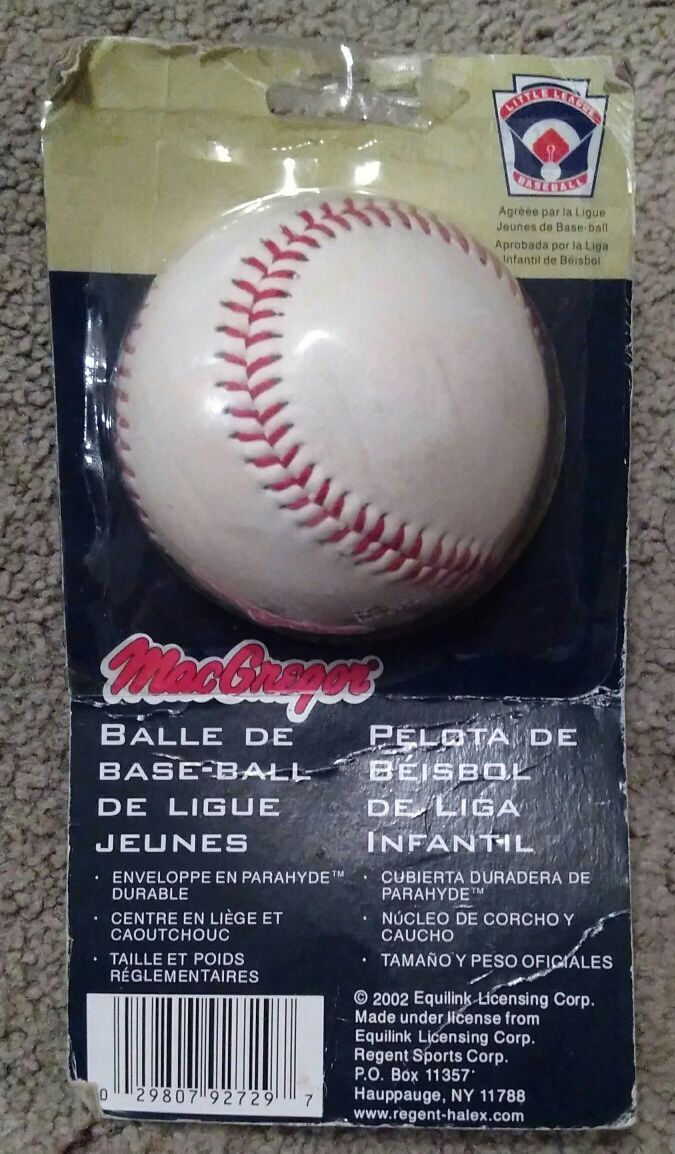 LITTLE LEAGUE
BASEBALL
Agréée par la Ligue
Jeunes de Base-ball
Aprobada por la Liga
Infantil de Béisbol
MacGregor
BALLE DE
BASE-BALL
DE LIGUE
JEUNES
· ENVELOPPE EN PARAHYDE™
DURABLE
· CENTRE EN LIÈGE ET
CAOUTCHOUC
· TAILLE ET POIDS
RÉGLEMENTAIRES
PELOTA DE
BÉISBOL
DE LIGA
INFANTIL
· CUBIERTA DURADERA DE
PARAHYDE™
· NÚCLEO DE CORCHO Y
CAUCHO
· TAMAÑO Y PESO OFICIALES
0 29807 92729 7
© 2002 Equilink Licensing Corp.
Made under license from
Equilink Licensing Corp.
Regent Sports Corp.
P.O. Box 11357
Hauppauge, NY 11788
www.regent-halex.com